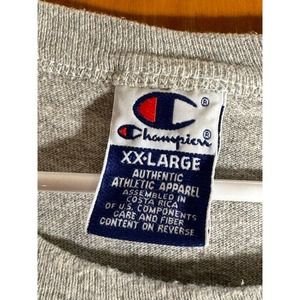 Champion®
XX-LARGE
AUTHENTIC
ATHLETIC APPAREL
ASSEMBLED IN
COSTA RICA
OF U.S. COMPONENTS
CARE AND FIBER
CONTENT ON REVERSE